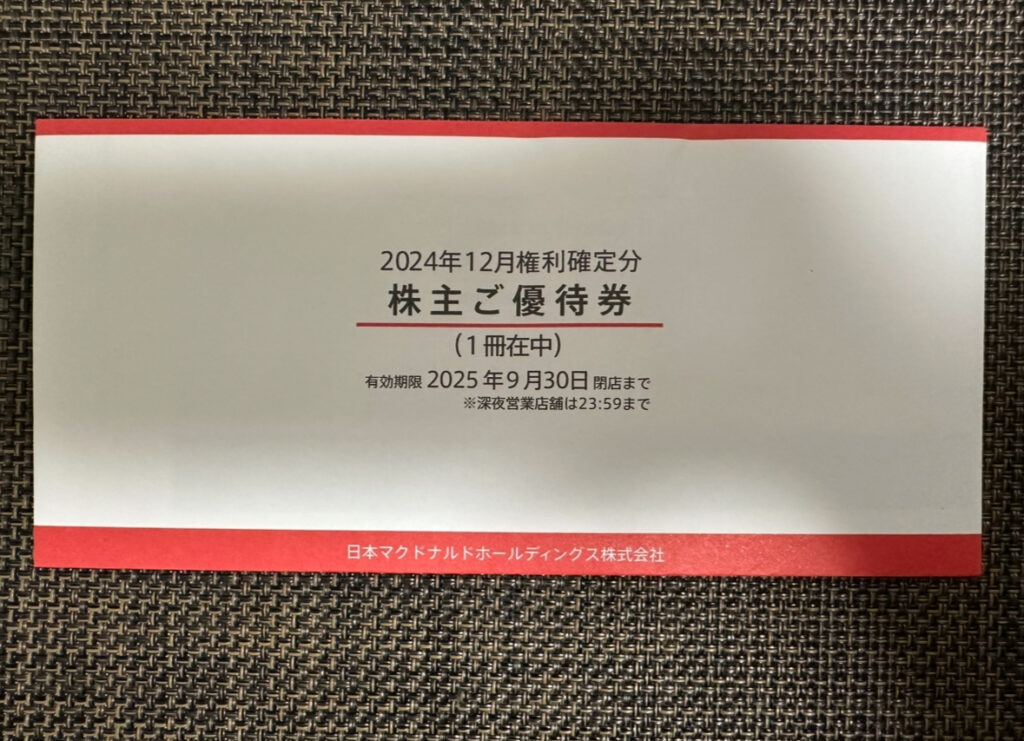 2024年12月権利確定分
株主ご優待券
（1冊在中）
有効期限 2025年9月30日 閉店まで
※深夜営業店舗は23:59まで
日本マクドナルドホールディングス株式会社